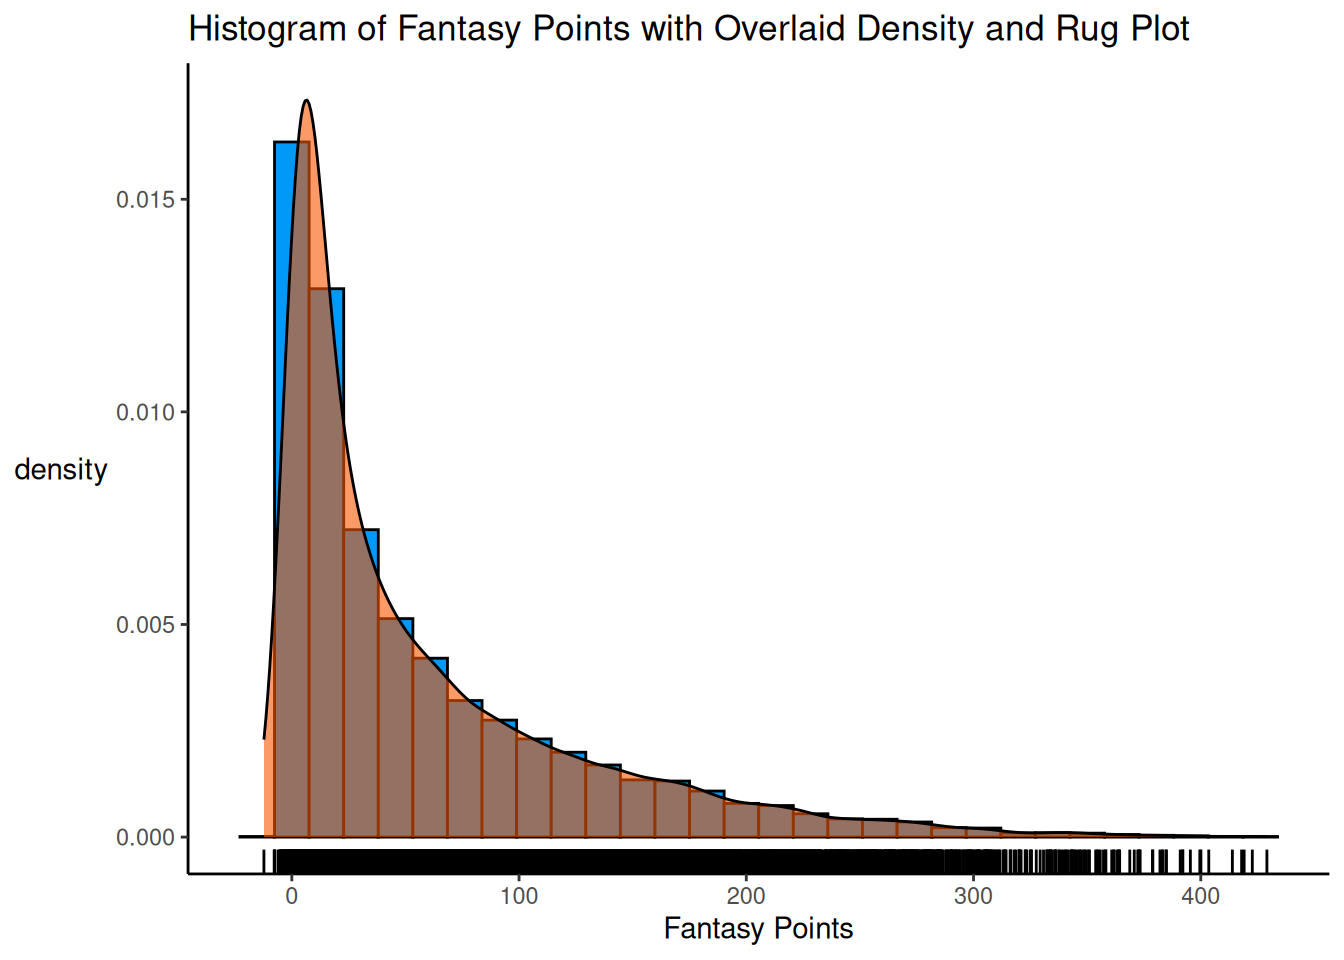 Histogram of Fantasy Points with Overlaid Density and Rug Plot
0.015
0.010
density
0.005
0.000
0 100 200 300 400
Fantasy Points